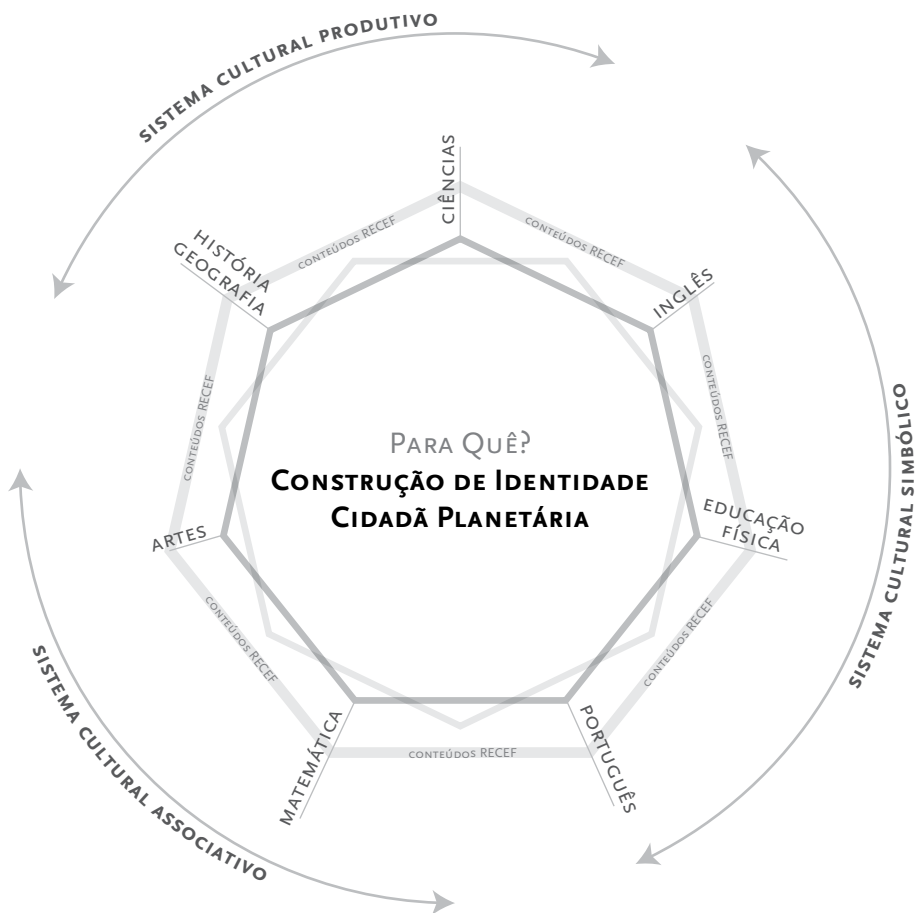 SISTEMA CULTURAL PRODUTIVO
CIÊNCIAS
CONTEÚDOS RECEF
CONTEÚDOS RECEF
HISTÓRIA
GEOGRAFIA
INGLÊS
CONTEÚDOS RECEF
CONTEÚDOS RECEF
SISTEMA CULTURAL SIMBÓLICO
PARA QUÊ?
CONSTRUÇÃO DE IDENTIDADE
CIDADÃ PLANETÁRIA
ARTES
EDUCAÇÃO
FÍSICA
CONTEÚDOS RECEF
CONTEÚDOS RECEF
SISTEMA CULTURAL ASSOCIATIVO
MATEMÁTICA
PORTUGUÊS
CONTEÚDOS RECEF